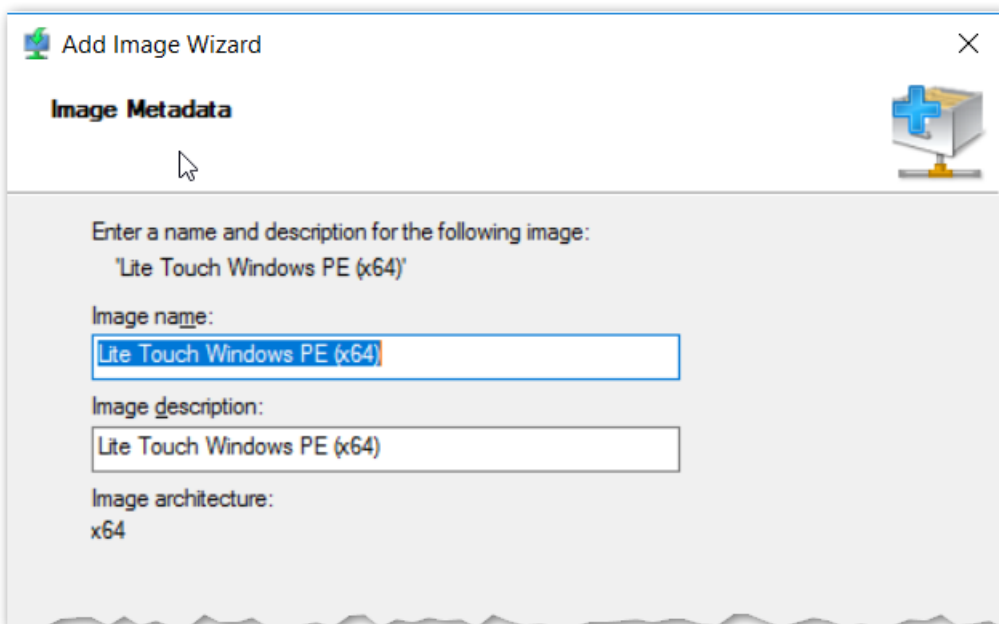 Add Image Wizard
Image Metadata
Enter a name and description for the following image:
'Lite Touch Windows PE (x64)'
Image name:
Lite Touch Windows PE (x64)
Image description:
Lite Touch Windows PE (x64)
Image architecture:
x64